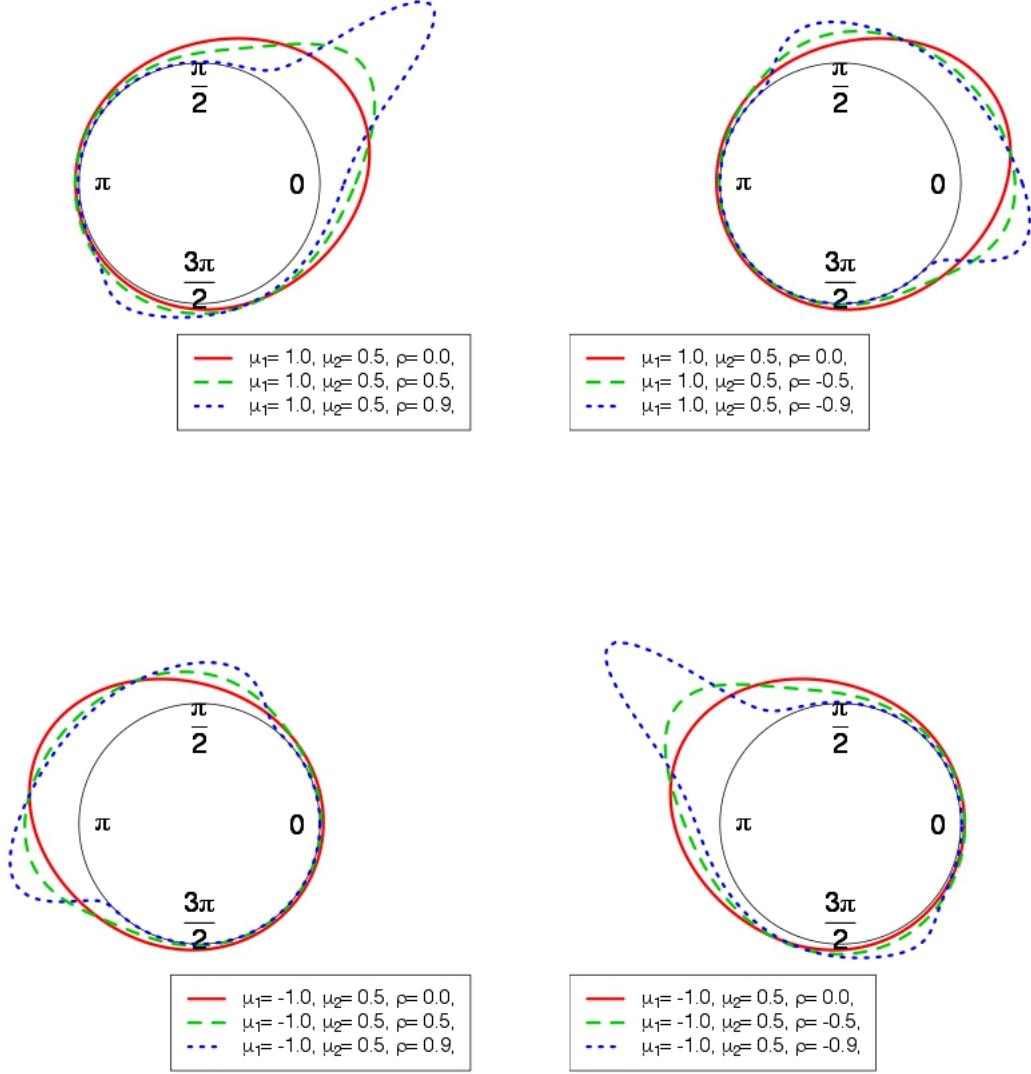 π/2
π 0
3π/2
μ₁= 1.0, μ₂= 0.5, ρ= 0.0,
μ₁= 1.0, μ₂= 0.5, ρ= 0.5,
μ₁= 1.0, μ₂= 0.5, ρ= 0.9,
π/2
π 0
3π/2
μ₁= 1.0, μ₂= 0.5, ρ= 0.0,
μ₁= 1.0, μ₂= 0.5, ρ= -0.5,
μ₁= 1.0, μ₂= 0.5, ρ= -0.9,
π/2
π 0
3π/2
μ₁= -1.0, μ₂= 0.5, ρ= 0.0,
μ₁= -1.0, μ₂= 0.5, ρ= 0.5,
μ₁= -1.0, μ₂= 0.5, ρ= 0.9,
π/2
π 0
3π/2
μ₁= -1.0, μ₂= 0.5, ρ= 0.0,
μ₁= -1.0, μ₂= 0.5, ρ= -0.5,
μ₁= -1.0, μ₂= 0.5, ρ= -0.9,